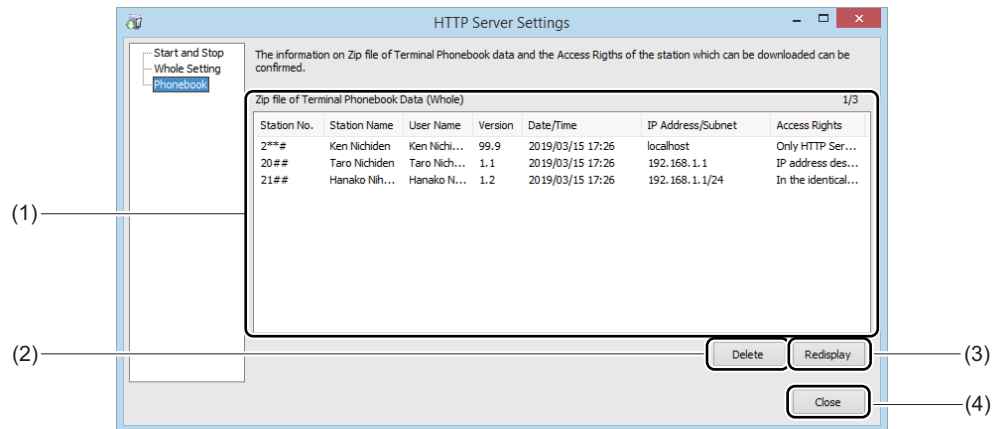 HTTP Server Settings
Start and Stop
Whole Setting
Phonebook
The information on Zip file of Terminal Phonebook data and the Access Rigths of the station which can be downloaded can be
confirmed.
Zip file of Terminal Phonebook Data (Whole) 1/3
Station No. Station Name User Name Version Date/Time IP Address/Subnet Access Rights
2**# Ken Nichiden Ken Nichi... 99.9 2019/03/15 17:26 localhost Only HTTP Ser...
20## Taro Nichiden Taro Nich... 1.1 2019/03/15 17:26 192.168.1.1 IP address des...
21## Hanako Nih... Hanako N... 1.2 2019/03/15 17:26 192.168.1.1/24 In the identical...
(1)
(2) Delete Redisplay (3)
Close (4)